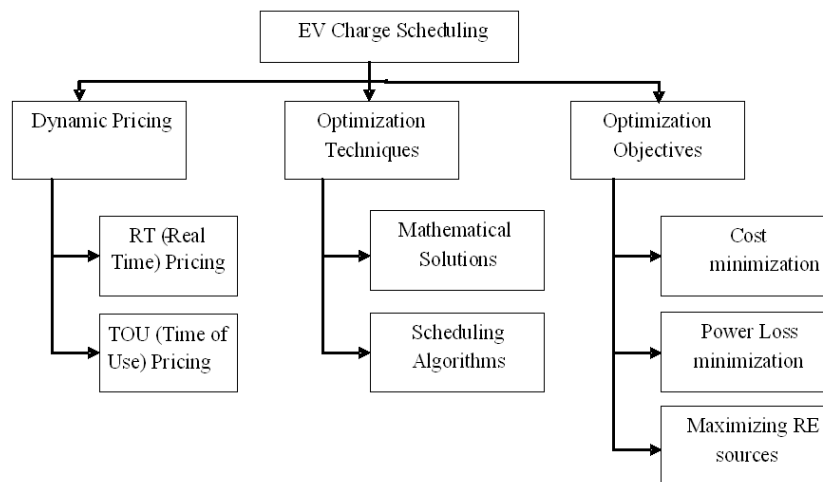 EV Charge Scheduling
Dynamic Pricing
Optimization
Techniques
Optimization
Objectives
RT (Real
Time) Pricing
TOU (Time of
Use) Pricing
Mathematical
Solutions
Scheduling
Algorithms
Cost
minimization
Power Loss
minimization
Maximizing RE
sources